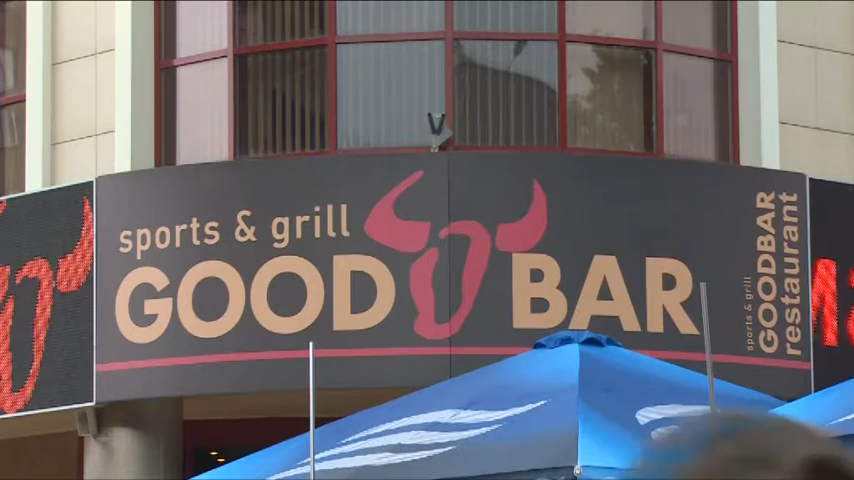 sports & grill
GOOD BAR
sports & grill
GOODBAR
restaurant